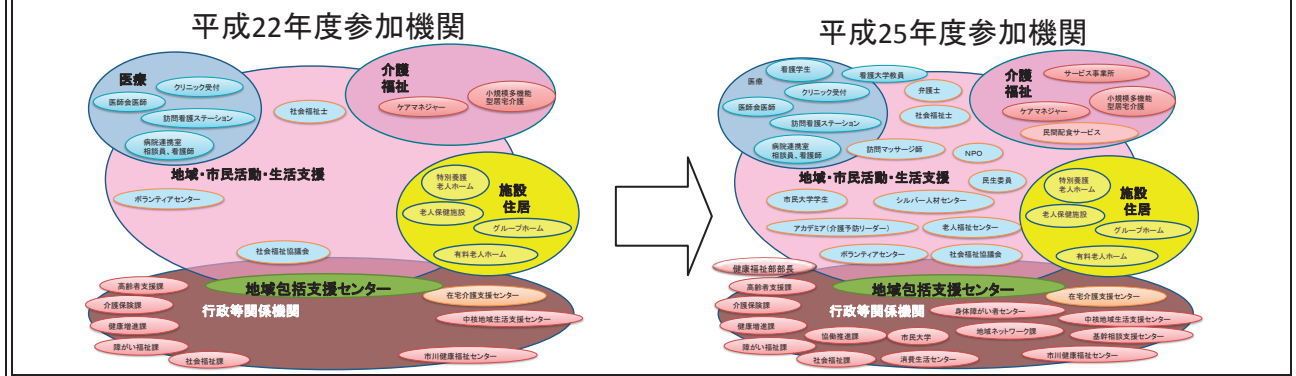 平成22年度参加機関
医療
クリニック受付
医師会医師
訪問看護ステーション
病院連携室
相談員、看護師
社会福祉士
介護
福祉
ケアマネジャー
小規模多機能
型居宅介護
地域・市民活動・生活支援
ボランティアセンター
社会福祉協議会
特別養護
老人ホーム
施設
住居
老人保健施設
グループホーム
有料老人ホーム
地域包括支援センター
行政等関係機関
高齢者支援課
介護保険課
健康増進課
障がい福祉課
社会福祉課
在宅介護支援センター
中核地域生活支援センター
市川健康福祉センター
平成25年度参加機関
医療
看護学生
看護大学教員
クリニック受付
医師会医師
訪問看護ステーション
病院連携室
相談員、看護師
弁護士
社会福祉士
訪問マッサージ師
NPO
介護
福祉
サービス事業所
ケアマネジャー
小規模多機能
型居宅介護
民間配食サービス
地域・市民活動・生活支援
民生委員
市民大学学生
シルバー人材センター
アカデミア(介護予防リーダー)
老人福祉センター
ボランティアセンター
社会福祉協議会
特別養護
老人ホーム
施設
住居
老人保健施設
グループホーム
有料老人ホーム
健康福祉部部長
地域包括支援センター
行政等関係機関
高齢者支援課
介護保険課
健康増進課
障がい福祉課
社会福祉課
協働推進課
市民大学
消費生活センター
身体障がい者センター
地域ネットワーク課
在宅介護支援センター
中核地域生活支援センター
基幹相談支援センター
市川健康福祉センター